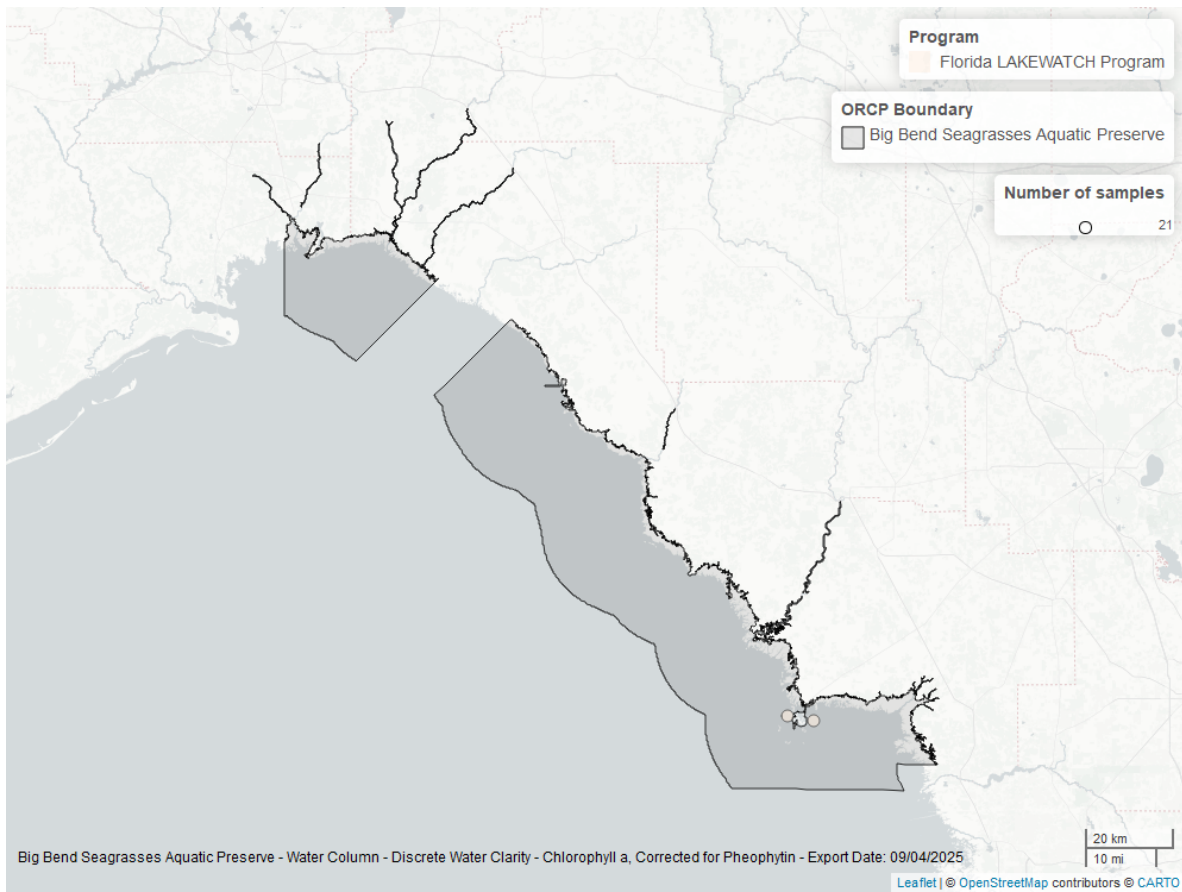 Program
Florida LAKEWATCH Program
ORCP Boundary
Big Bend Seagrasses Aquatic Preserve
Number of samples
21
20 km
10 mi
Big Bend Seagrasses Aquatic Preserve - Water Column - Discrete Water Clarity - Chlorophyll a, Corrected for Pheophytin - Export Date: 09/04/2025
Leaflet | © OpenStreetMap contributors © CARTO